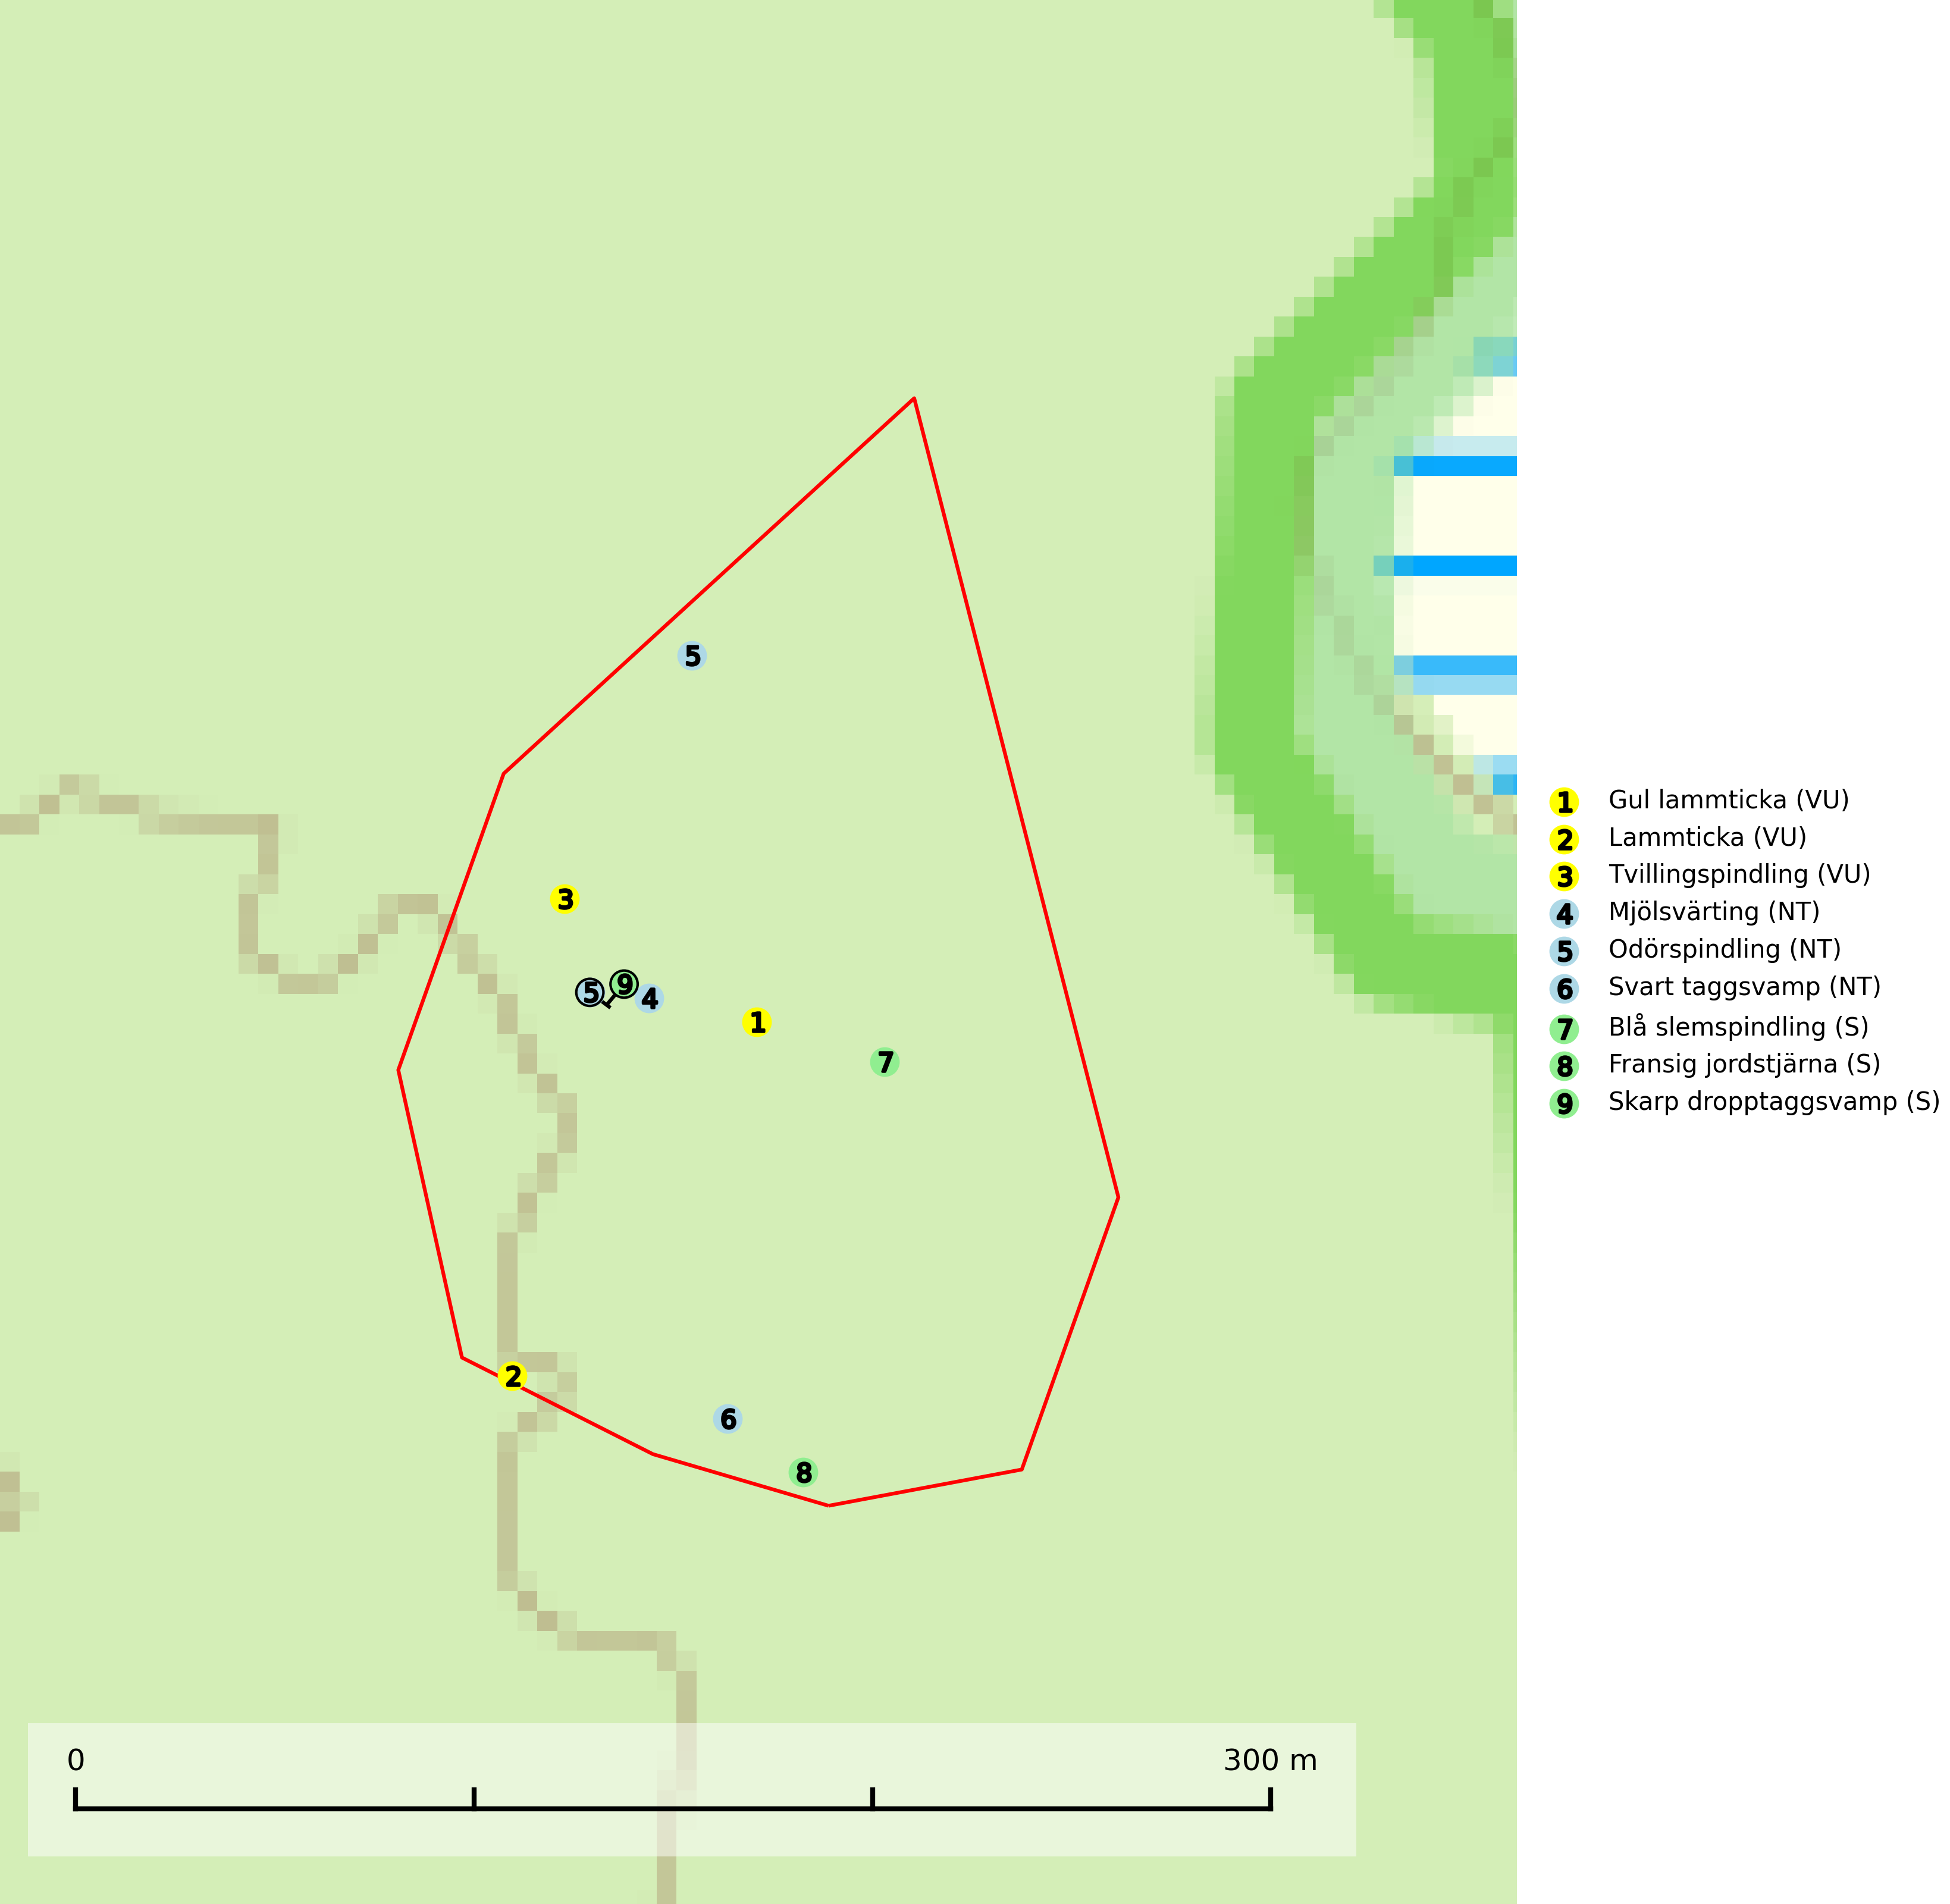 5
3
5 9 4
1
7
2
6
8
0 300 m
1 Gul lammticka (VU)
2 Lammticka (VU)
3 Tvillingspindling (VU)
4 Mjölsvärting (NT)
5 Odörspindling (NT)
6 Svart taggsvamp (NT)
7 Blå slemspindling (S)
8 Fransig jordstjärna (S)
9 Skarp dropptaggsvamp (S)